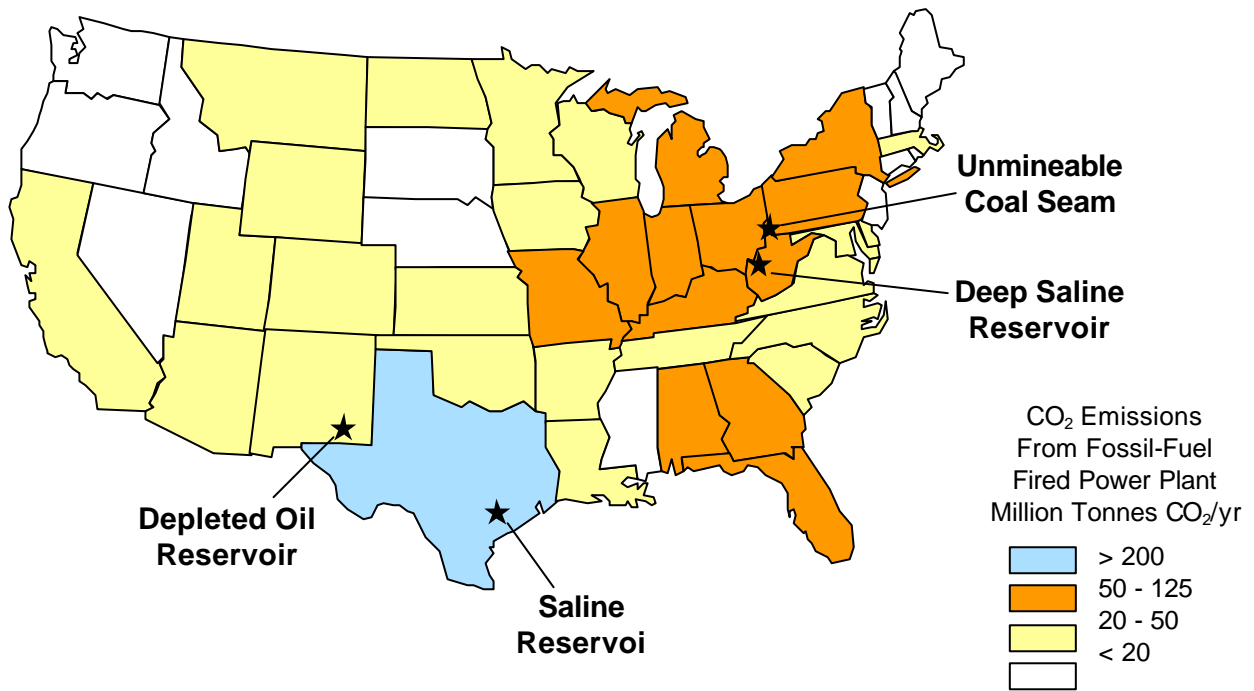 Unmineable
Coal Seam
Deep Saline
Reservoir
Depleted Oil
Reservoir
Saline
Reservoi
CO₂ Emissions
From Fossil-Fuel
Fired Power Plant
Million Tonnes CO₂/yr
> 200
50 - 125
20 - 50
< 20